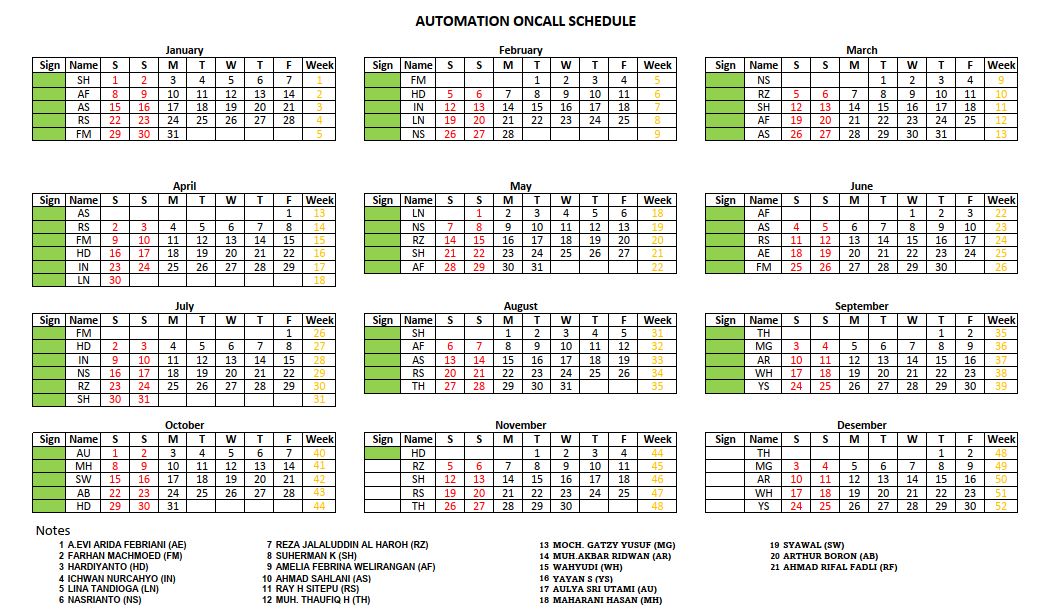 AUTOMATION ONCALL SCHEDULE
January February March
Sign Name S S M T W T F Week Sign Name S S M T W T F Week Sign Name S S M T W T F Week
SH 1 2 3 4 5 6 7 1 FM 1 2 3 4 5 NS 1 2 3 4 9
AF 8 9 10 11 12 13 14 2 HD 5 6 7 8 9 10 11 6 RZ 5 6 7 8 9 10 11 10
AS 15 16 17 18 19 20 21 3 IN 12 13 14 15 16 17 18 7 SH 12 13 14 15 16 17 18 11
RS 22 23 24 25 26 27 28 4 LN 19 20 21 22 23 24 25 8 AF 19 20 21 22 23 24 25 12
FM 29 30 31 5 NS 26 27 28 9 AS 26 27 28 29 30 31 13
April May June
Sign Name S S M T W T F Week Sign Name S S M T W T F Week Sign Name S S M T W T F Week
AS 1 13 LN 1 2 3 4 5 6 18 AF 1 2 3 22
RS 2 3 4 5 6 7 8 14 NS 7 8 9 10 11 12 13 19 AS 4 5 6 7 8 9 10 23
FM 9 10 11 12 13 14 15 15 RZ 14 15 16 17 18 19 20 20 RS 11 12 13 14 15 16 17 24
HD 16 17 18 19 20 21 22 16 SH 21 22 23 24 25 26 27 21 AE 18 19 20 21 22 23 24 25
IN 23 24 25 26 27 28 29 17 AF 28 29 30 31 22 FM 25 26 27 28 29 30 26
LN 30 18
July August September
Sign Name S S M T W T F Week Sign Name S S M T W T F Week Sign Name S S M T W T F Week
FM 1 26 SH 1 2 3 4 5 31 TH 1 2 35
HD 2 3 4 5 6 7 8 27 AF 6 7 8 9 10 11 12 32 MG 3 4 5 6 7 8 9 36
IN 9 10 11 12 13 14 15 28 AS 13 14 15 16 17 18 19 33 AR 10 11 12 13 14 15 16 37
NS 16 17 18 19 20 21 22 29 RS 20 21 22 23 24 25 26 34 WH 17 18 19 20 21 22 23 38
RZ 23 24 25 26 27 28 29 30 TH 27 28 29 30 31 35 YS 24 25 26 27 28 29 30 39
SH 30 31 31
October November Desember
Sign Name S S M T W T F Week Sign Name S S M T W T F Week Sign Name S S M T W T F Week
AU 1 2 3 4 5 6 7 40 HD 1 2 3 4 44 TH 1 2 48
MH 8 9 10 11 12 13 14 41 RZ 5 6 7 8 9 10 11 45 MG 3 4 5 6 7 8 9 49
SW 15 16 17 18 19 20 21 42 SH 12 13 14 15 16 17 18 46 AR 10 11 12 13 14 15 16 50
AB 22 23 24 25 26 27 28 43 RS 19 20 21 22 23 24 25 47 WH 17 18 19 20 21 22 23 51
HD 29 30 31 44 TH 26 27 28 29 30 48 YS 24 25 26 27 28 29 30 52
Notes
1 A.EVI ARIDA FEBRIANI (AE) 7 REZA JALALUDDIN AL HAROH (RZ) 13 MOCH. GATZY YUSUF (MG) 19 SYAWAL (SW)
2 FARHAN MACHMOED (FM) 8 SUHERMAN K (SH) 14 MUH.AKBAR RIDWAN (AR) 20 ARTHUR BORON (AB)
3 HARDIYANTO (HD) 9 AMELIA FEBRINA WELIRANGAN (AF) 15 WAHYUDI (WH) 21 AHMAD RIFAL FADLI (RF)
4 ICHWAN NURCAHYO (IN) 10 AHMAD SAHLANI (AS) 16 YAYAN S (YS)
5 LINA TANDIOGA (LN) 11 RAY H SITEPU (RS) 17 AULYA SRI UTAMI (AU)
6 NASRIANTO (NS) 12 MUH. THAUFIQ H (TH) 18 MAHARANI HASAN (MH)